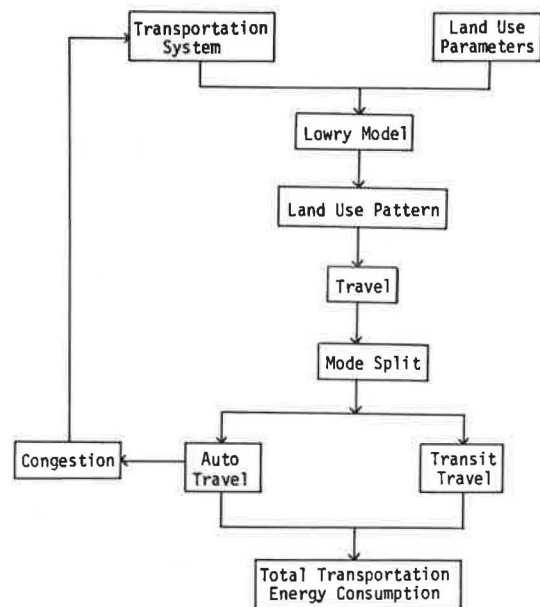 Transportation
System
Land Use
Parameters
Lowry Model
Land Use Pattern
Travel
Mode Split
Congestion
Auto
Travel
Transit
Travel
Total Transportation
Energy Consumption